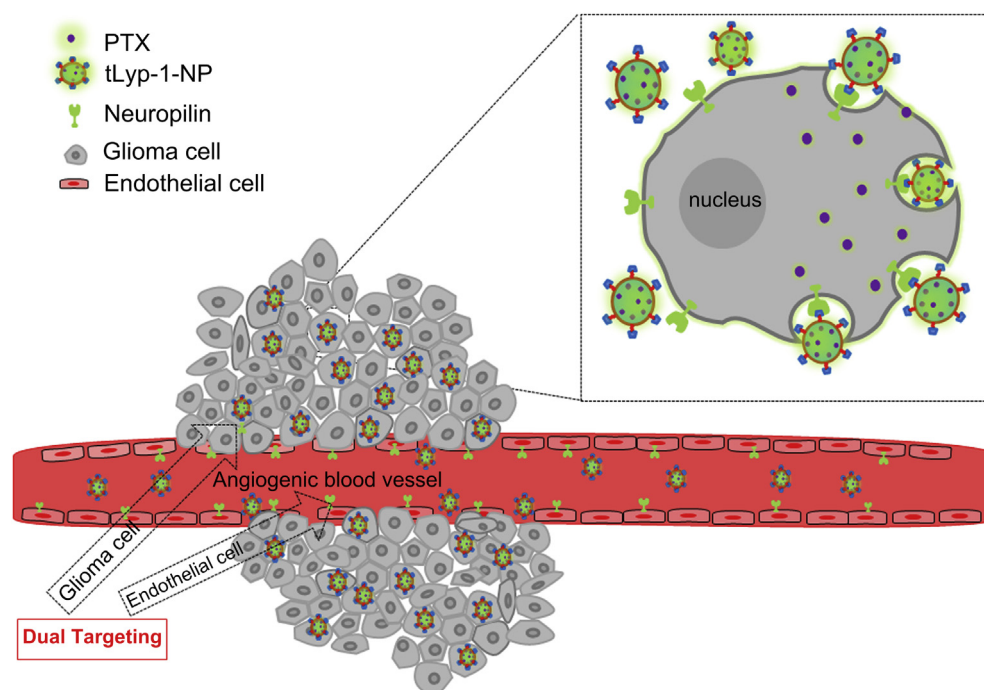 PTX
tLyp-1-NP
Neuropilin
Glioma cell
Endothelial cell
nucleus
Angiogenic blood vessel
Glioma cell
Endothelial cell
Dual Targeting